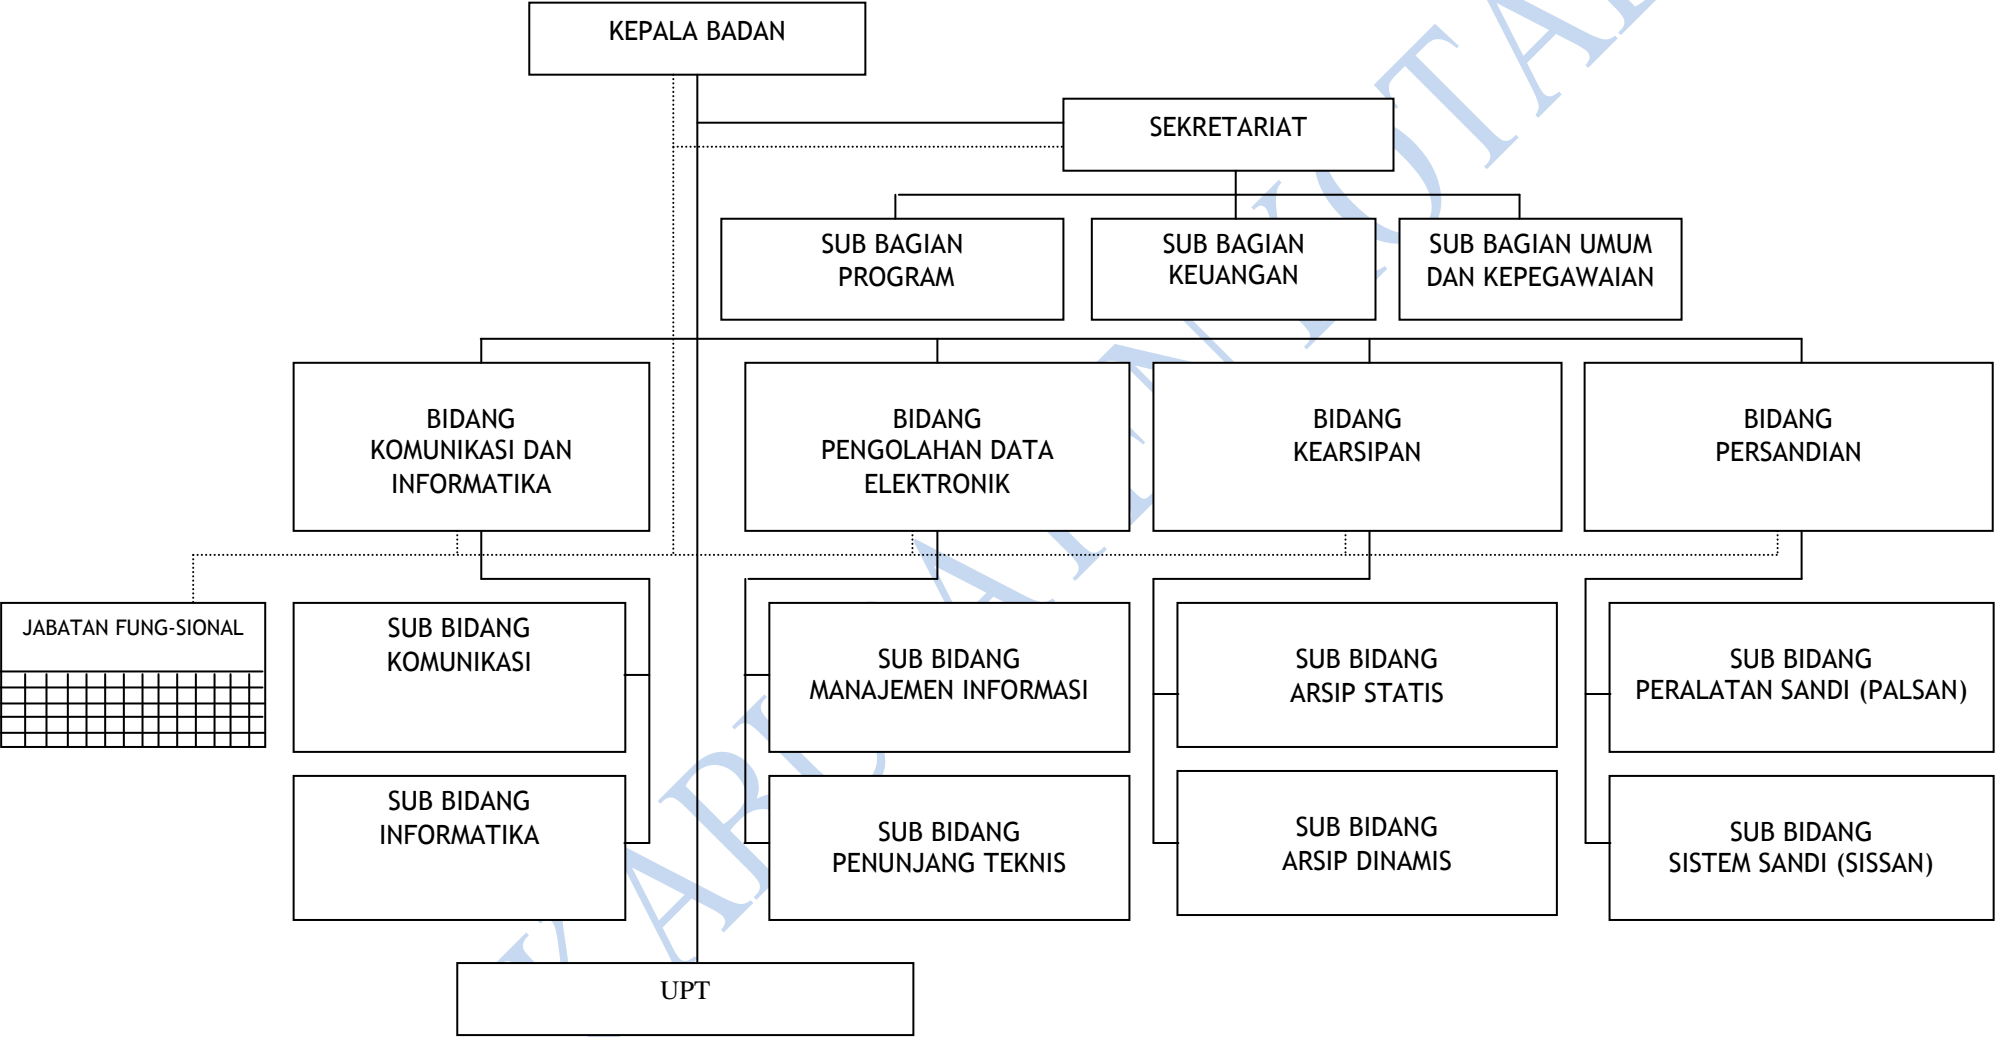 KEPALA BADAN
SEKRETARIAT
SUB BAGIAN
PROGRAM
SUB BAGIAN
KEUANGAN
SUB BAGIAN UMUM
DAN KEPEGAWAIAN
BIDANG
KOMUNIKASI DAN
INFORMATIKA
BIDANG
PENGOLAHAN DATA
ELEKTRONIK
BIDANG
KEARSIPAN
BIDANG
PERSANDIAN
JABATAN FUNG-SIONAL
SUB BIDANG
KOMUNIKASI
SUB BIDANG
MANAJEMEN INFORMASI
SUB BIDANG
ARSIP STATIS
SUB BIDANG
PERALATAN SANDI (PALSAN)
SUB BIDANG
INFORMATIKA
SUB BIDANG
PENUNJANG TEKNIS
SUB BIDANG
ARSIP DINAMIS
SUB BIDANG
SISTEM SANDI (SISSAN)
UPT